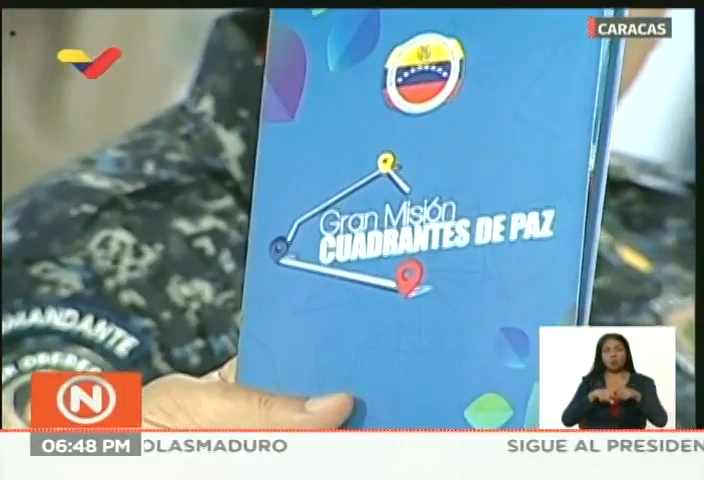 CARACAS
Gran Misión
CUADRANTES DE PAZ
MANDANTE
N
06:48 PM OLASMADURO SIGUE AL PRESIDEN